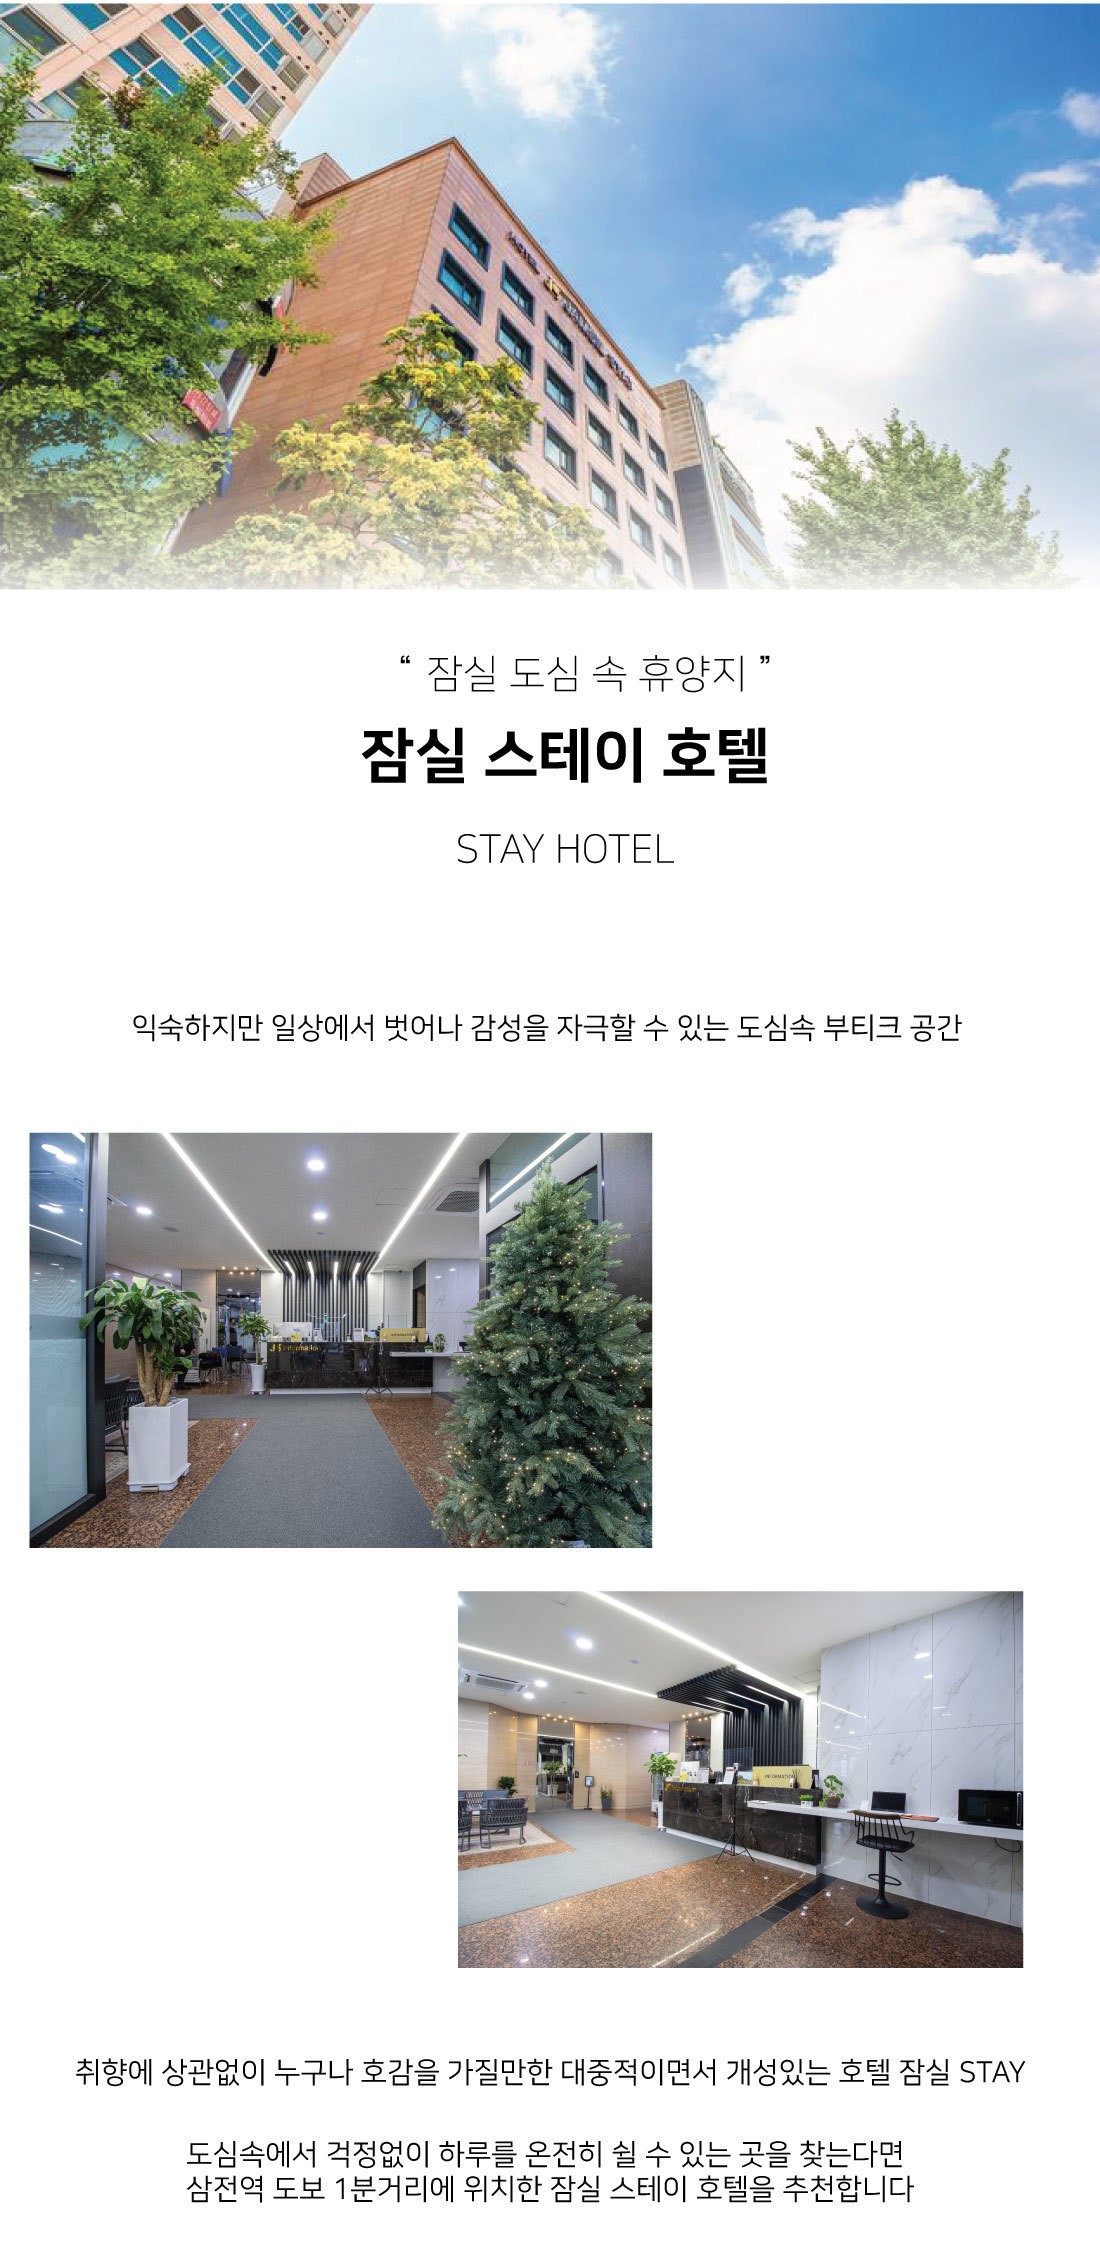 “ 잠실 도심 속 휴양지 ”
잠실 스테이 호텔
STAY HOTEL
익숙하지만 일상에서 벗어나 감성을 자극할 수 있는 도심속 부티크 공간
INFORMATION
Information
INFORMATION
취향에 상관없이 누구나 호감을 가질만한 대중적이면서 개성있는 호텔 잠실 STAY
도심속에서 걱정없이 하루를 온전히 쉴 수 있는 곳을 찾는다면
삼전역 도보 1분거리에 위치한 잠실 스테이 호텔을 추천합니다